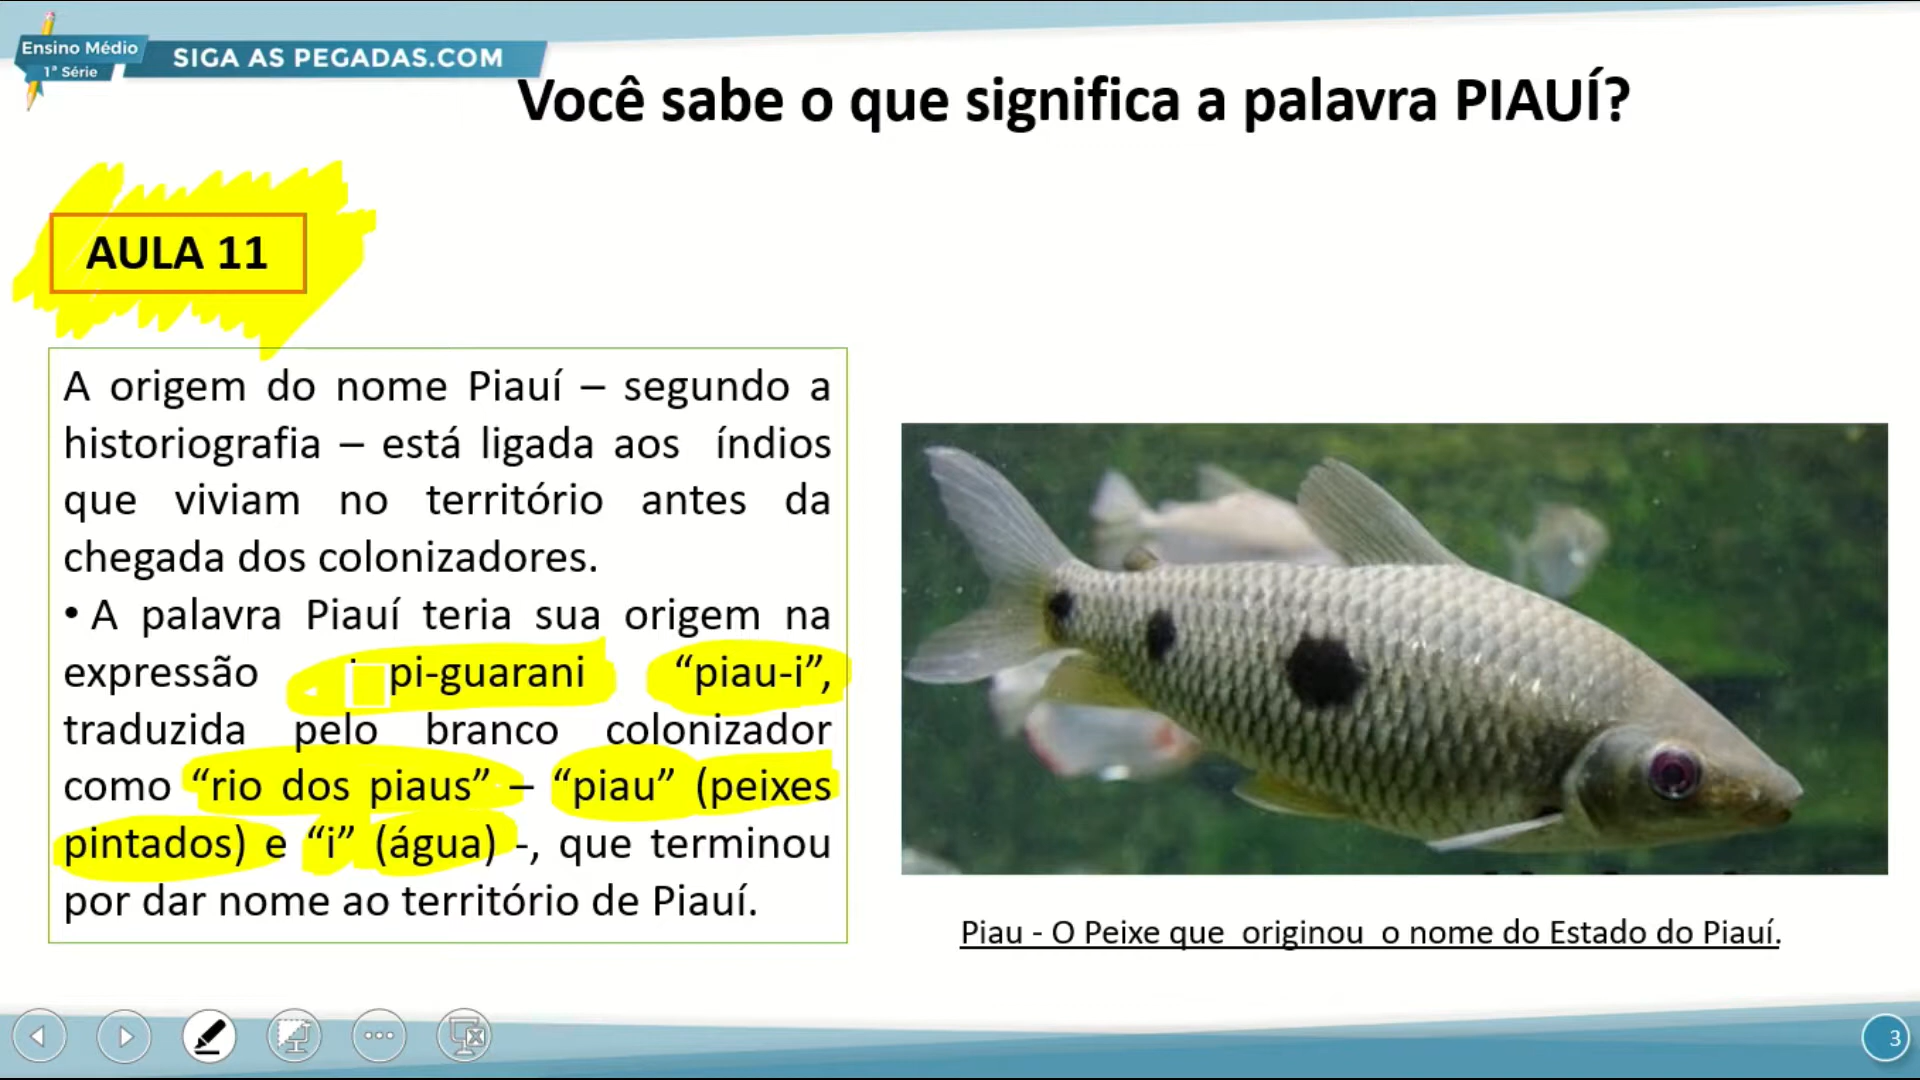 Ensino Médio
1ª Série
SIGA AS PEGADAS.COM
Você sabe o que significa a palavra PIAUÍ?
AULA 11
A origem do nome Piauí – segundo a
historiografia – está ligada aos índios
que viviam no território antes da
chegada dos colonizadores.
• A palavra Piauí teria sua origem na
expressão pi-guarani “piau-i”,
traduzida pelo branco colonizador
como “rio dos piaus” – “piau” (peixes
pintados) e “i” (água) -, que terminou
por dar nome ao território de Piauí.
Piau - O Peixe que originou o nome do Estado do Piauí.
3